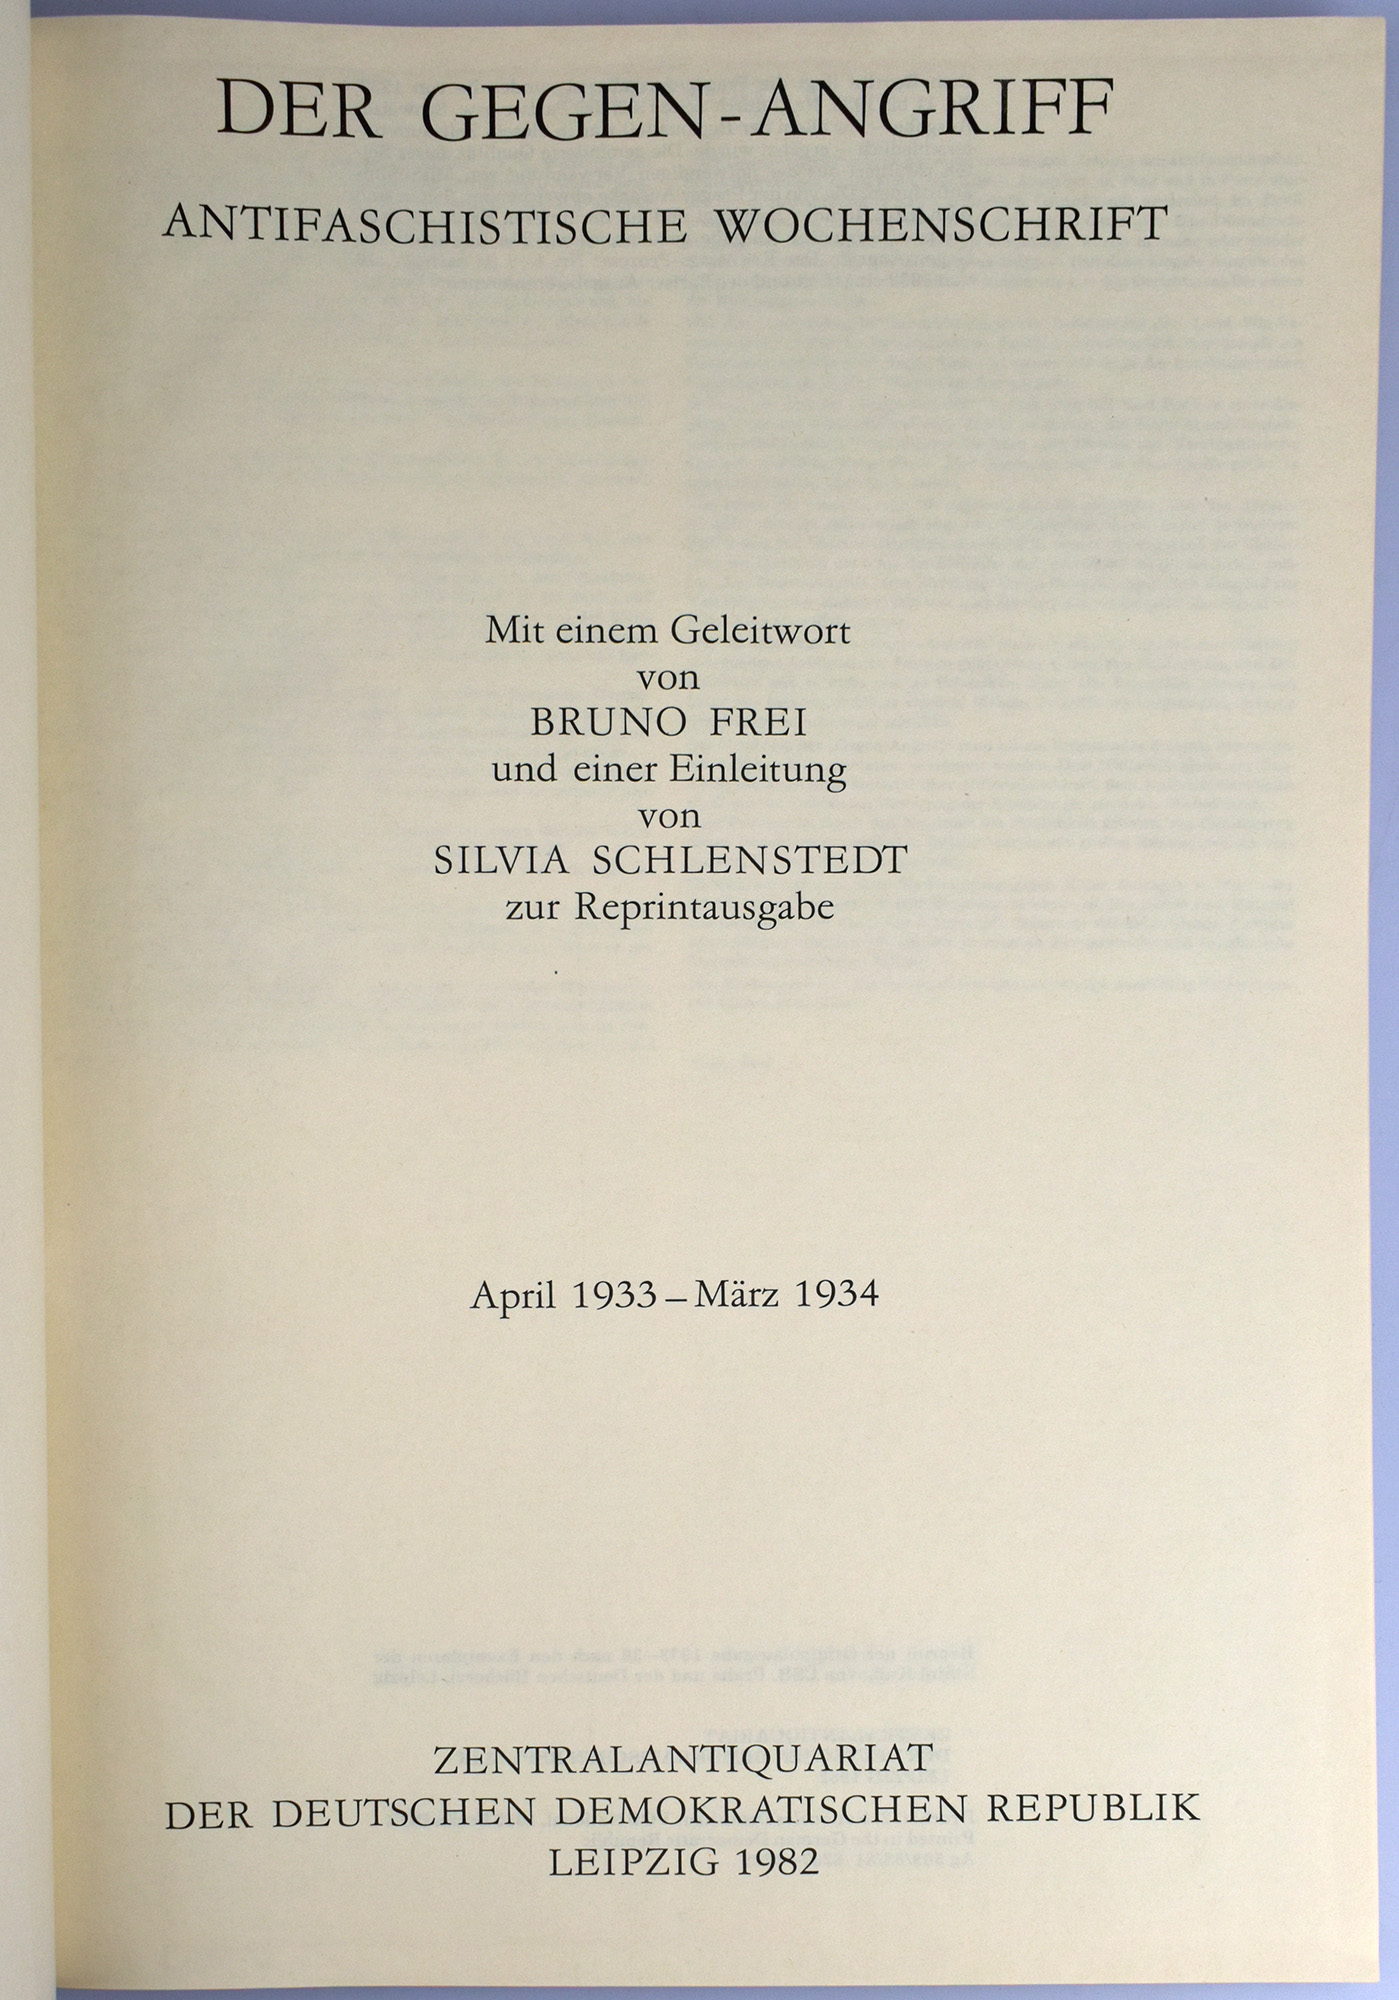 DER GEGEN-ANGRIFF
ANTIFASCHISTISCHE WOCHENSCHRIFT
Mit einem Geleitwort
von
BRUNO FREI
und einer Einleitung
von
SILVIA SCHLENSTEDT
zur Reprintausgabe
April 1933 – März 1934
ZENTRALANTIQUARIAT
DER DEUTSCHEN DEMOKRATISCHEN REPUBLIK
LEIPZIG 1982